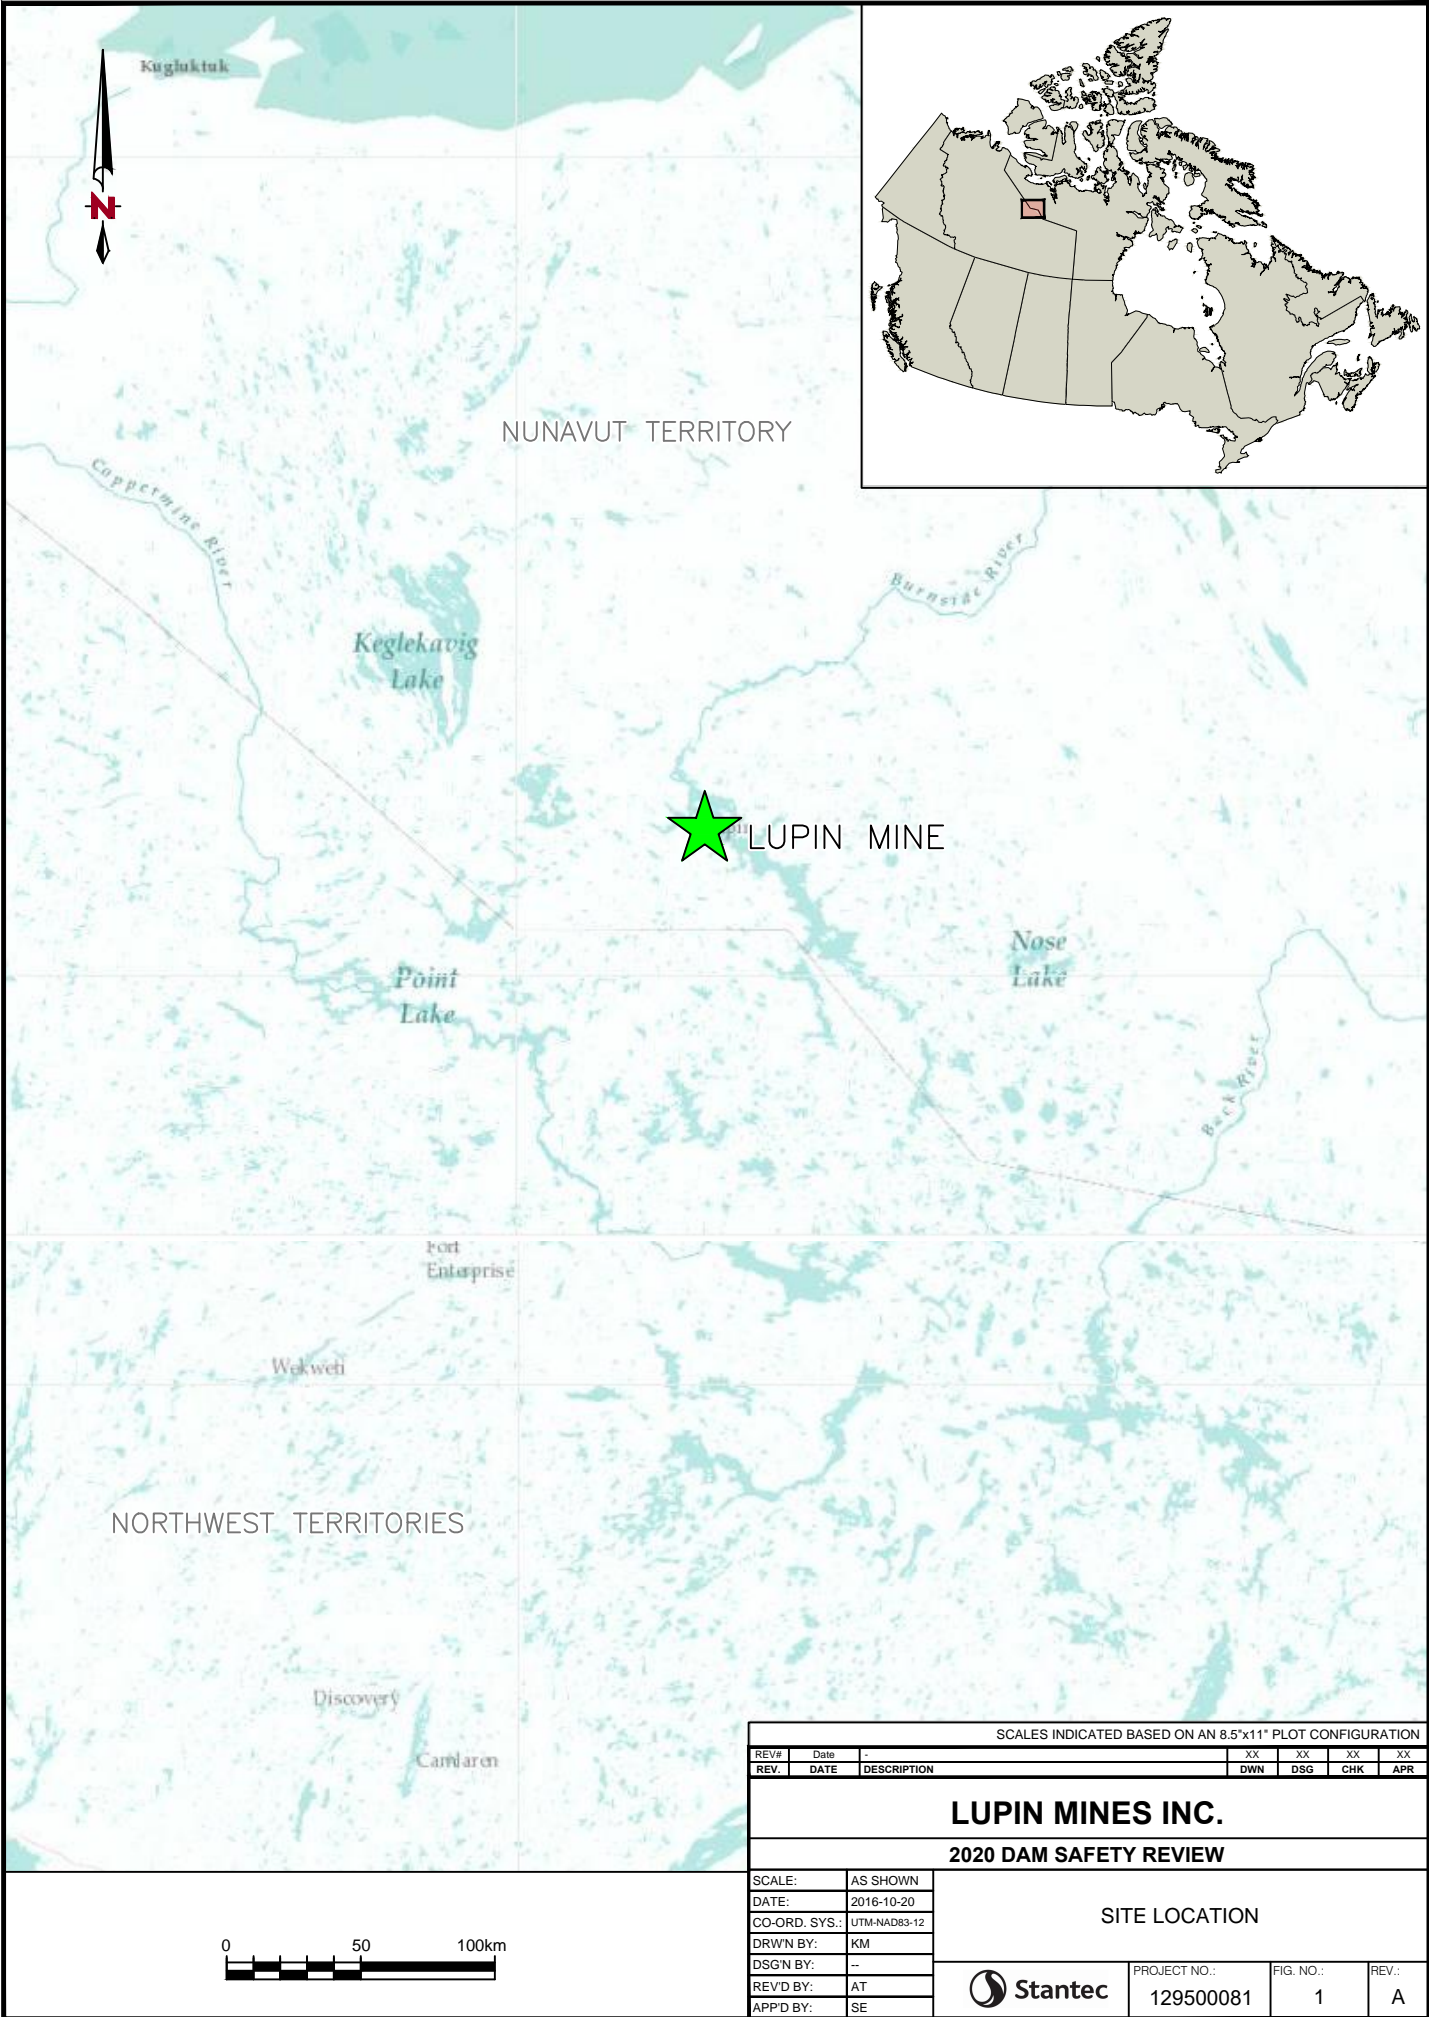 Kugluktuk
N
NUNAVUT TERRITORY
Coppermine River
Burnside River
Keglekavig
Lake
LUPIN MINE
Nose
Lake
Point
Lake
Back River
Fort
Enterprise
Wekweti
NORTHWEST TERRITORIES
Discovery
Camlaren
SCALES INDICATED BASED ON AN 8.5"x11" PLOT CONFIGURATION
REV# Date - XX XX XX XX
REV. DATE DESCRIPTION DWN DSG CHK APR
LUPIN MINES INC.
2020 DAM SAFETY REVIEW
SCALE: AS SHOWN
DATE: 2016-10-20
CO-ORD. SYS.: UTM-NAD83-12
DRW'N BY: KM
DSG'N BY: --
REV'D BY: AT
APP'D BY: SE
SITE LOCATION
Stantec
PROJECT NO.:
129500081
FIG. NO.:
1
REV.:
A
0 50 100km